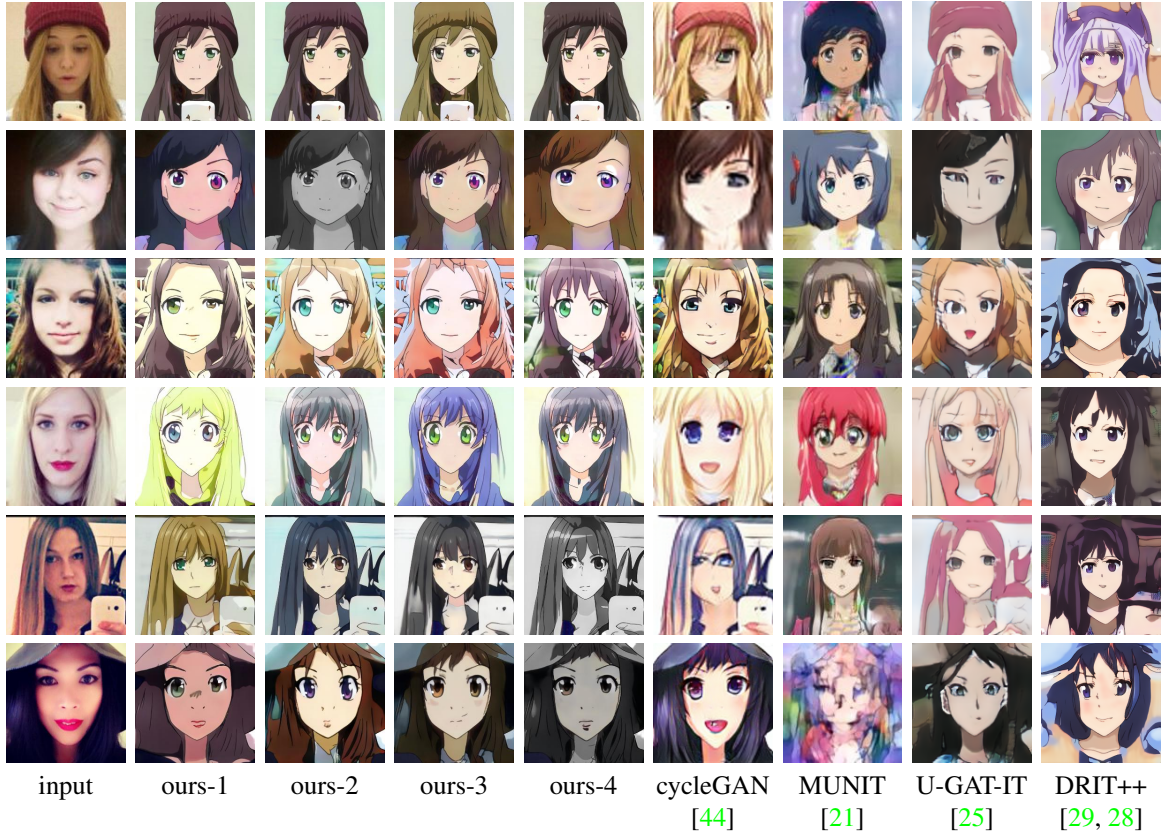 input ours-1 ours-2 ours-3 ours-4 cycleGAN MUNIT U-GAT-IT DRIT++
[44] [21] [25] [29, 28]